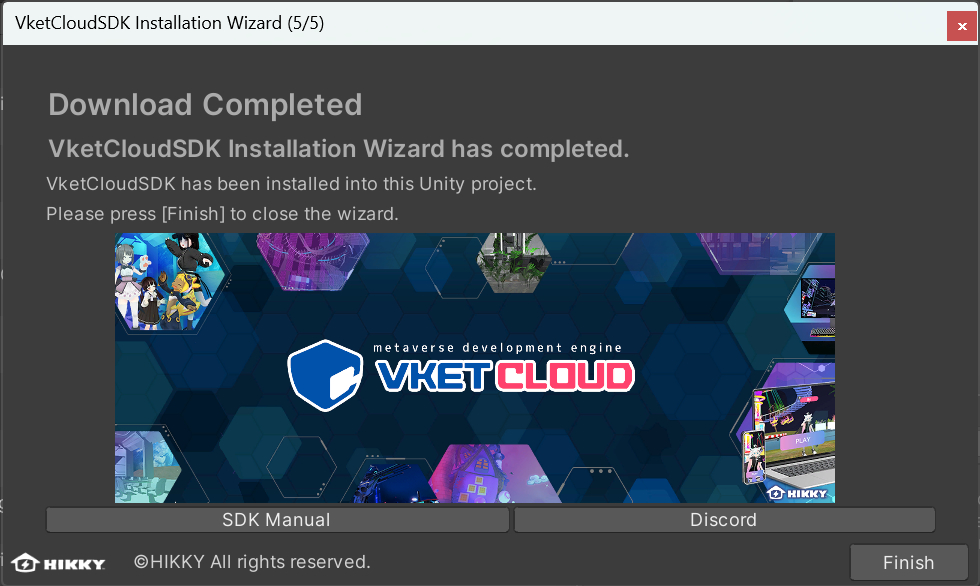 VketCloudSDK Installation Wizard (5/5)
Download Completed
VketCloudSDK Installation Wizard has completed.
VketCloudSDK has been installed into this Unity project.
Please press [Finish] to close the wizard.
metaverse development engine
VKET CLOUD
PLAY
HIKKY
SDK Manual
Discord
HIKKY
©HIKKY All rights reserved.
Finish